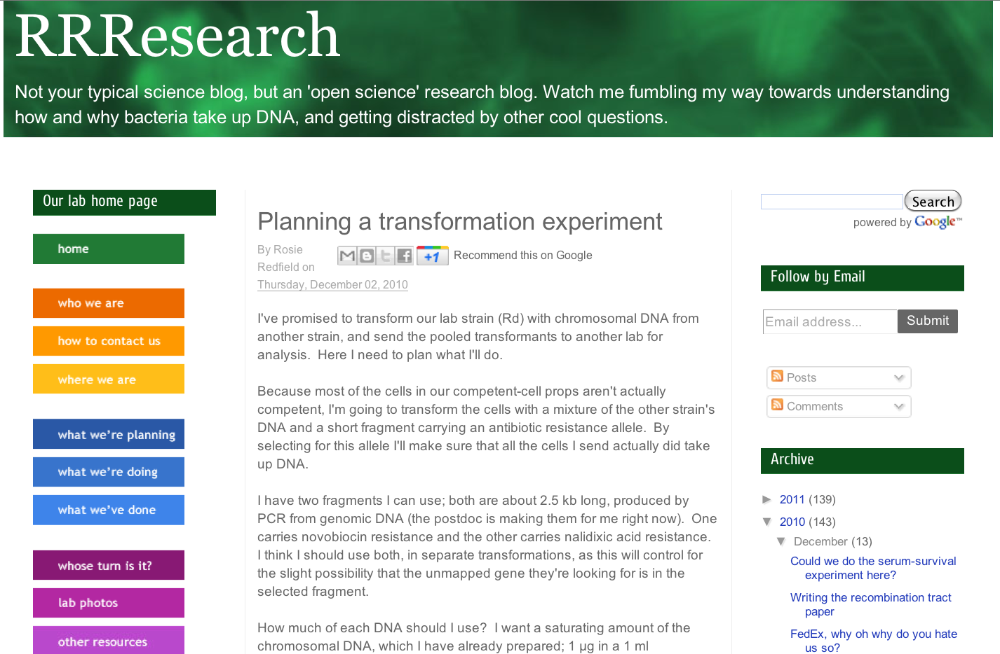 RRResearch
Not your typical science blog, but an 'open science' research blog. Watch me fumbling my way towards understanding
how and why bacteria take up DNA, and getting distracted by other cool questions.
Our lab home page
home
who we are
how to contact us
where we are
what we're planning
what we're doing
what we've done
whose turn is it?
lab photos
other resources
Planning a transformation experiment
By Rosie
Redfield on
Thursday, December 02, 2010
+1
Recommend this on Google
I've promised to transform our lab strain (Rd) with chromosomal DNA from
another strain, and send the pooled transformants to another lab for
analysis.  Here I need to plan what I'll do.
Because most of the cells in our competent-cell props aren't actually
competent, I'm going to transform the cells with a mixture of the other strain's
DNA and a short fragment carrying an antibiotic resistance allele.  By
selecting for this allele I'll make sure that all the cells I send actually did take
up DNA.
I have two fragments I can use; both are about 2.5 kb long, produced by
PCR from genomic DNA (the postdoc is making them for me right now).  One
carries novobiocin resistance and the other carries nalidixic acid resistance.
I think I should use both, in separate transformations, as this will control for
the slight possibility that the unmapped gene they're looking for is in the
selected fragment.
How much of each DNA should I use?  I want a saturating amount of the
chromosomal DNA, which I have already prepared; 1 µg in a 1 ml
Search
powered by Google™
Follow by Email
Email address...
Submit
Posts
Comments
Archive
► 2011 (139)
▼ 2010 (143)
▼ December (13)
Could we do the serum-survival
experiment here?
Writing the recombination tract
paper
FedEx, why oh why do you hate
us so?